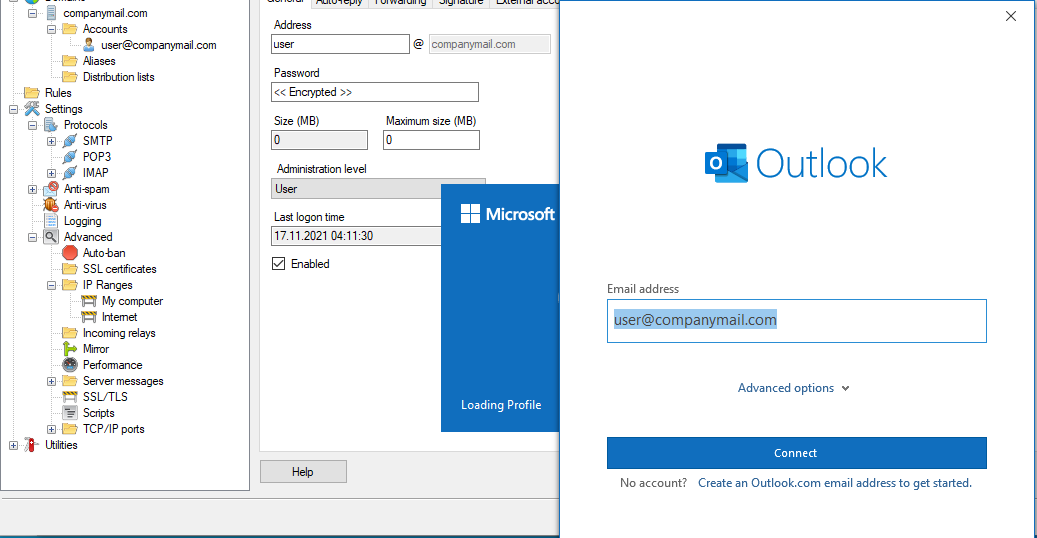 companymail.com
Accounts
user@companymail.com
Aliases
Distribution lists
Rules
Settings
Protocols
SMTP
POP3
IMAP
Anti-spam
Anti-virus
Logging
Advanced
Auto-ban
SSL certificates
IP Ranges
My computer
Internet
Incoming relays
Mirror
Performance
Server messages
SSL/TLS
Scripts
TCP/IP ports
Utilities
General Auto-reply Forwarding Signature External acco
Address
user @ companymail.com
Password
<< Encrypted >>
Size (MB) Maximum size (MB)
0 0
Administration level
User
Last logon time
17.11.2021 04:11:30
Enabled
Help
Microsoft
Loading Profile
Outlook
Email address
user@companymail.com
Advanced options
Connect
No account? Create an Outlook.com email address to get started.